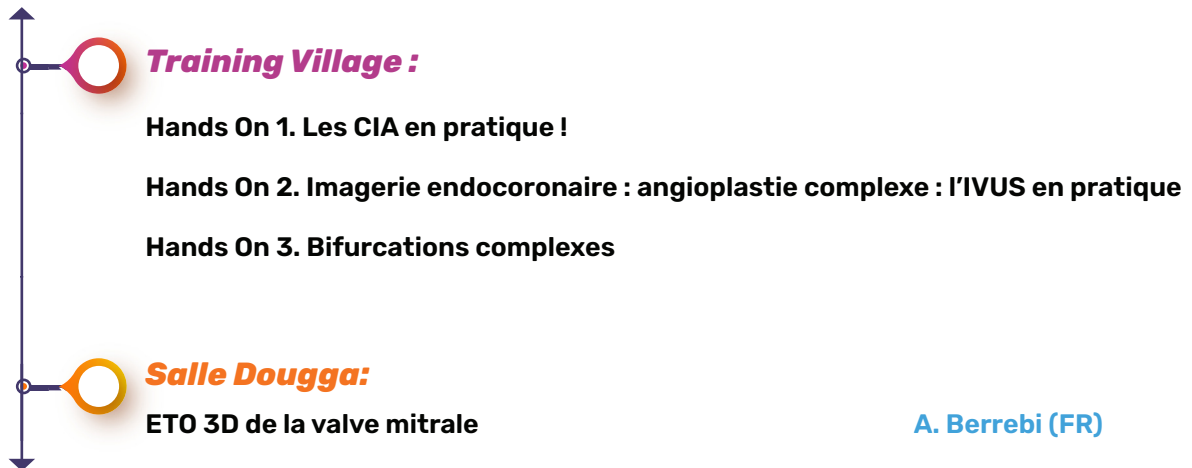 Training Village :
Hands On 1. Les CIA en pratique !
Hands On 2. Imagerie endocoronaire : angioplastie complexe : l’IVUS en pratique
Hands On 3. Bifurcations complexes
Salle Dougga:
ETO 3D de la valve mitrale A. Berrebi (FR)